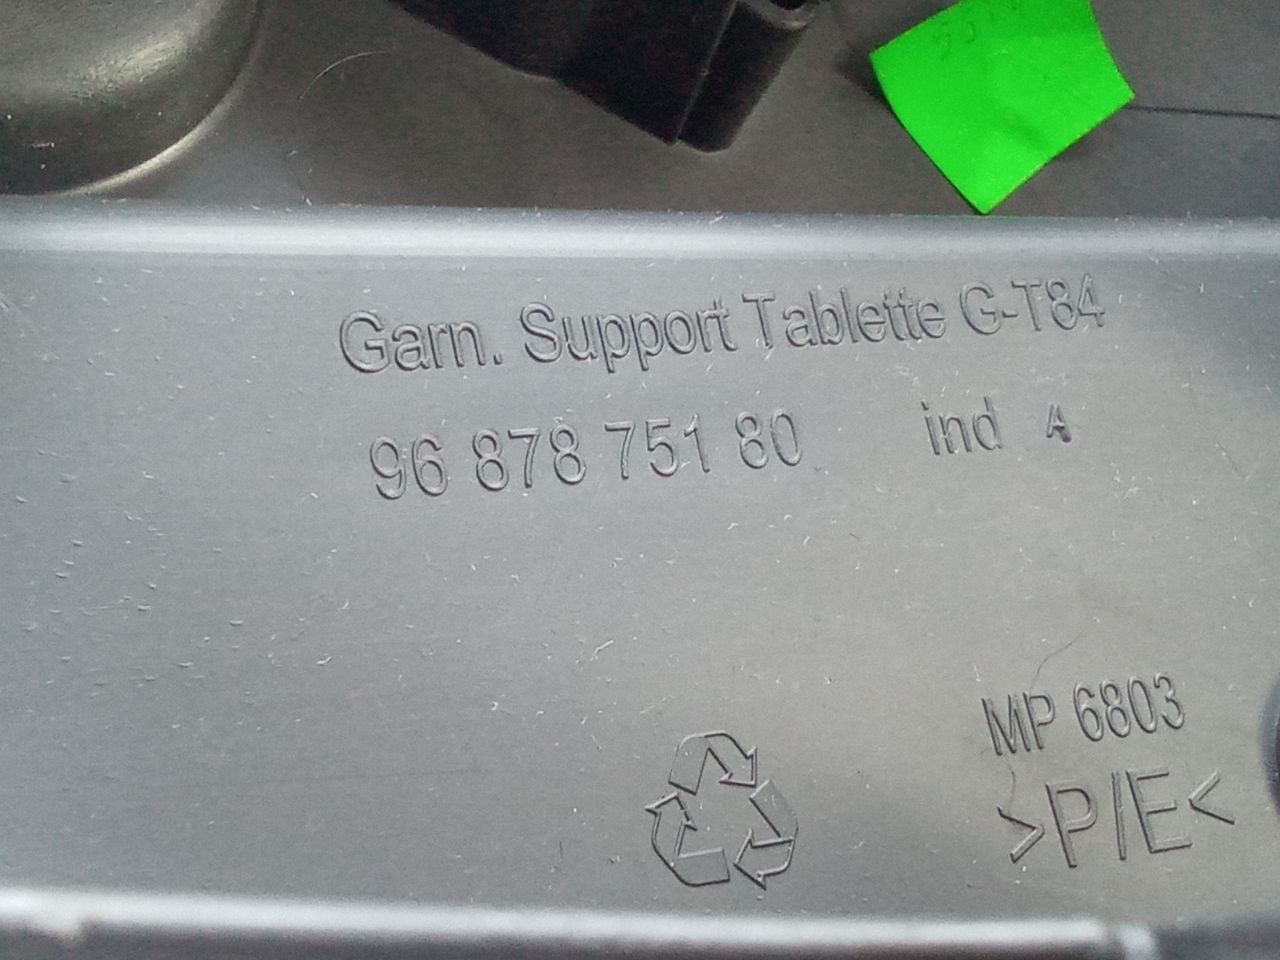 Garn. Support Tablette G-T84
96 878 751 80 ind A
MP 6803
>P/E<